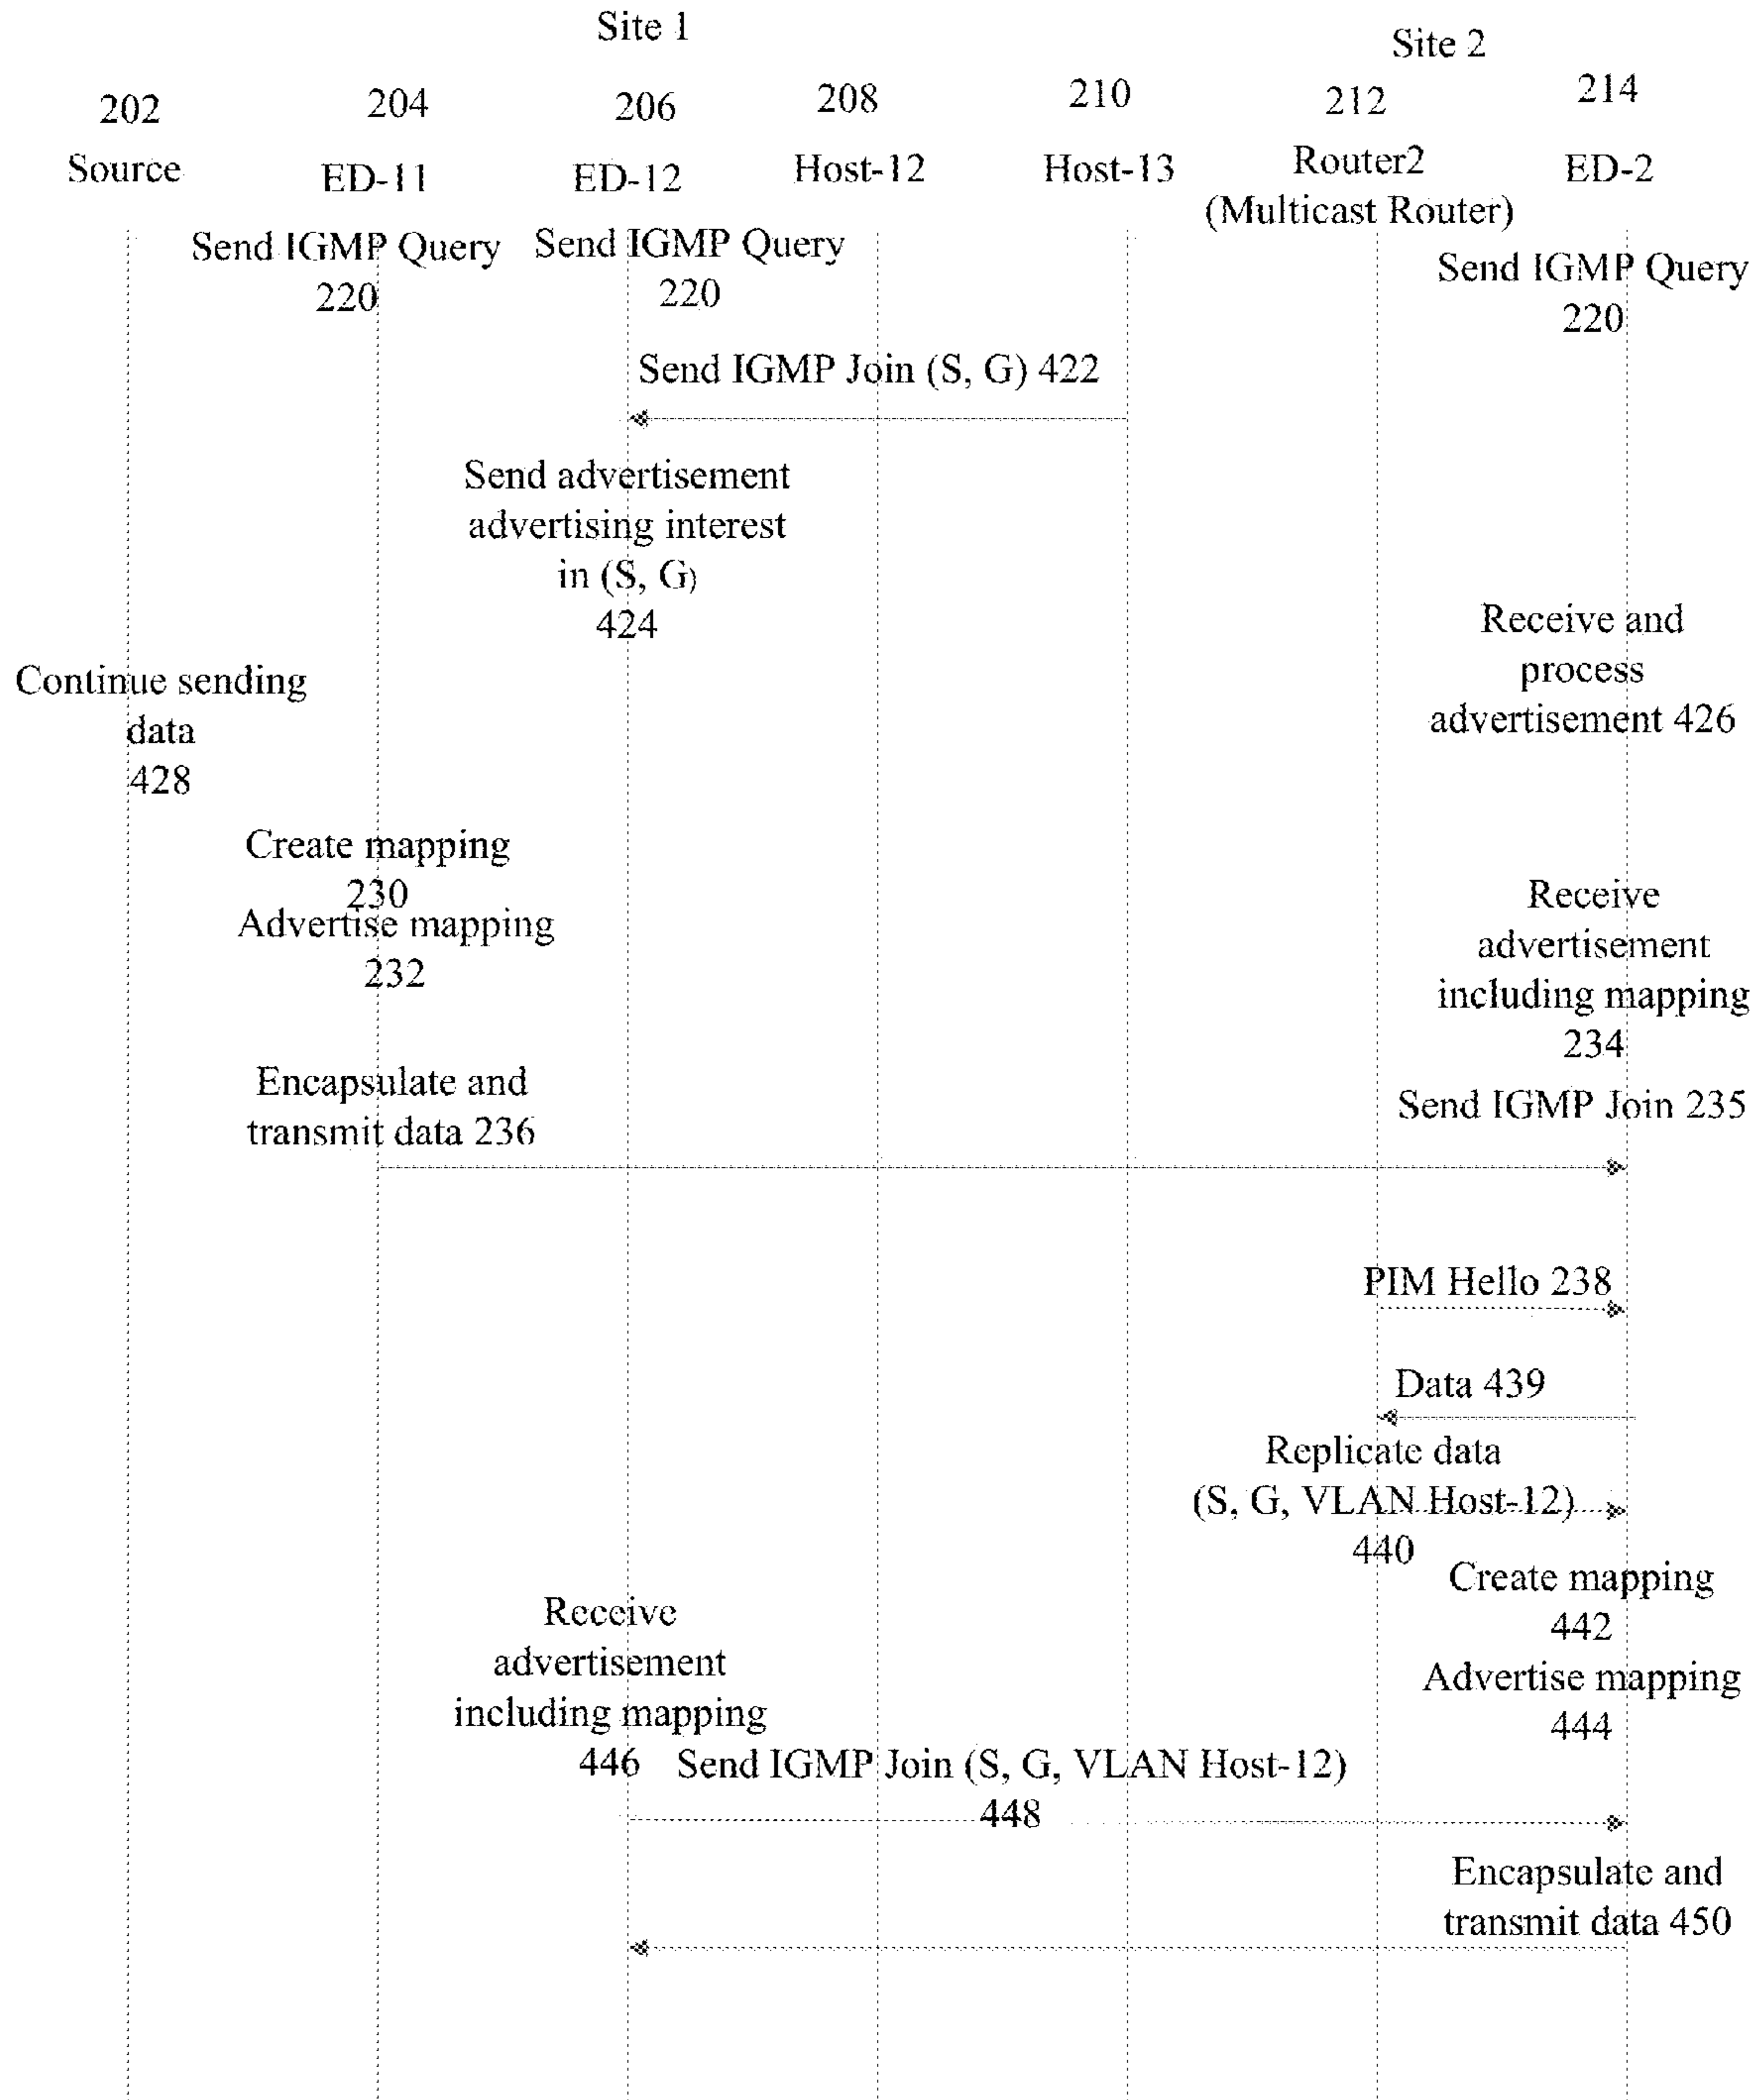 Site 1
Site 2
202
204
206
208
210
212
214
Source
ED-11
ED-12
Host-12
Host-13
Router2
(Multicast Router)
ED-2
Send IGMP Query
220
Send IGMP Query
220
Send IGMP Query
220
Send IGMP Join (S, G) 422
Send advertisement
advertising interest
in (S, G)
424
Receive and
process
advertisement 426
Continue sending
data
428
Create mapping
230
Advertise mapping
232
Receive
advertisement
including mapping
234
Encapsulate and
transmit data 236
Send IGMP Join 235
PIM Hello 238
Data 439
Replicate data
(S, G, VLAN Host-12)
440
Create mapping
442
Receive
advertisement
including mapping
446
Advertise mapping
444
Send IGMP Join (S, G, VLAN Host-12)
448
Encapsulate and
transmit data 450